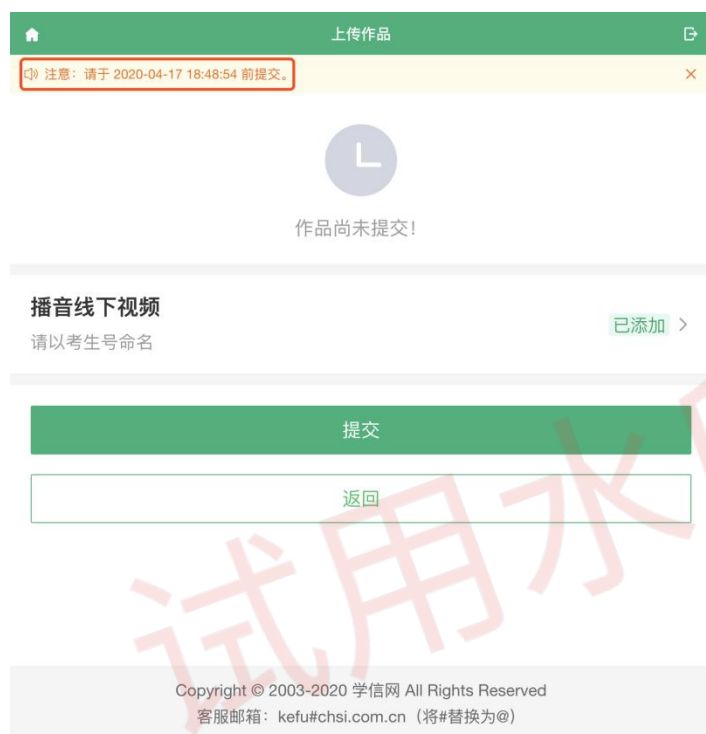 上传作品
注意：请于 2020-04-17 18:48:54 前提交。
作品尚未提交！
播音线下视频
请以考生号命名
已添加
提交
返回
试用水
Copyright © 2003-2020 学信网 All Rights Reserved
客服邮箱：kefu#chsi.com.cn（将#替换为@）